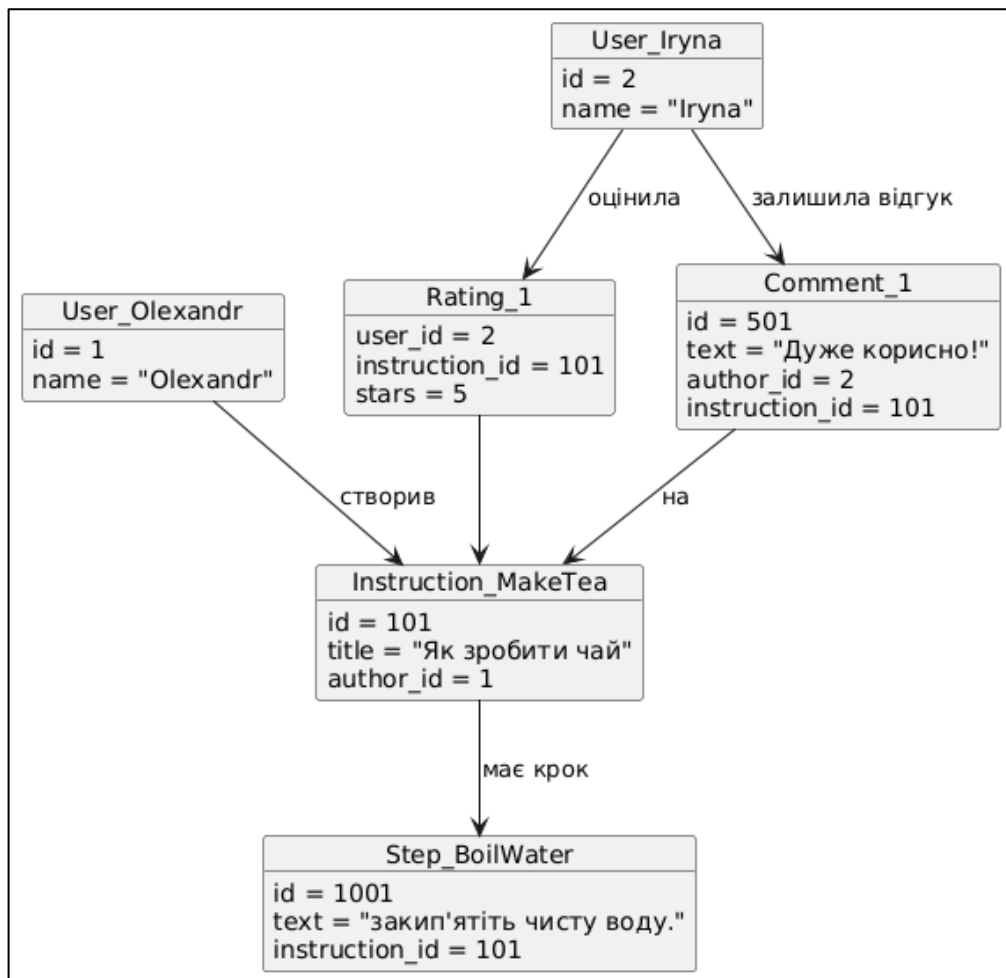 User_Iryna
id = 2
name = "Iryna"
оцінила
залишила відгук
User_Olexandr
id = 1
name = "Olexandr"
Rating_1
user_id = 2
instruction_id = 101
stars = 5
Comment_1
id = 501
text = "Дуже корисно!"
author_id = 2
instruction_id = 101
створив
на
Instruction_MakeTea
id = 101
title = "Як зробити чай"
author_id = 1
має крок
Step_BoilWater
id = 1001
text = "закип'ятіть чисту воду."
instruction_id = 101